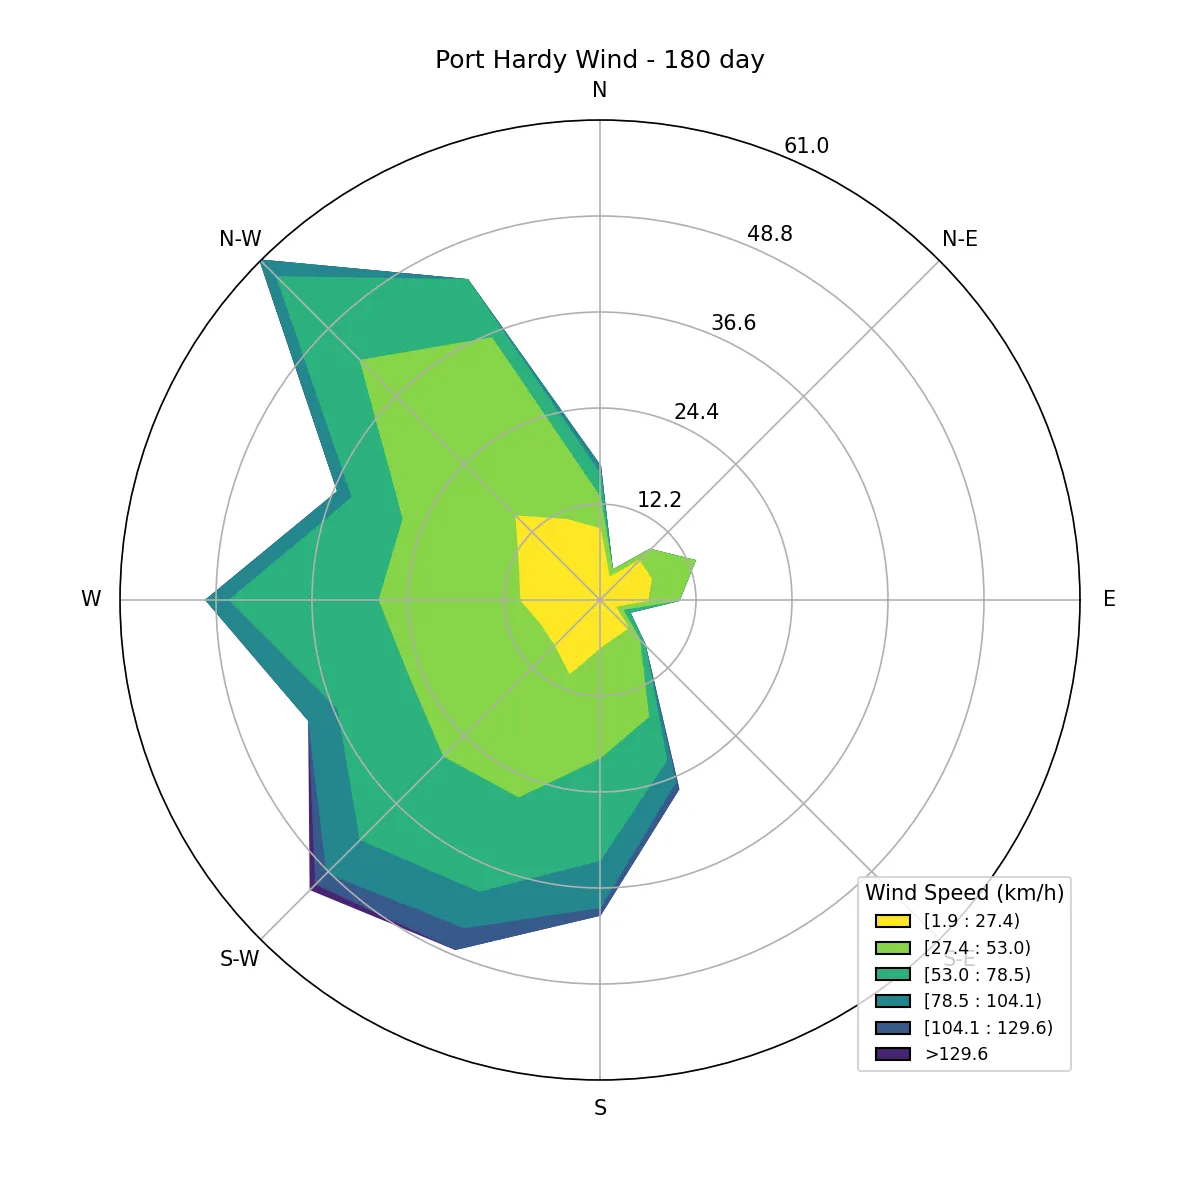 Port Hardy Wind - 180 day
N
61.0
48.8
N-W
N-E
36.6
24.4
12.2
W
E
Wind Speed (km/h)
[1.9 : 27.4)
[27.4 : 53.0)
S-W
S-E
[53.0 : 78.5)
[78.5 : 104.1)
[104.1 : 129.6)
>129.6
S